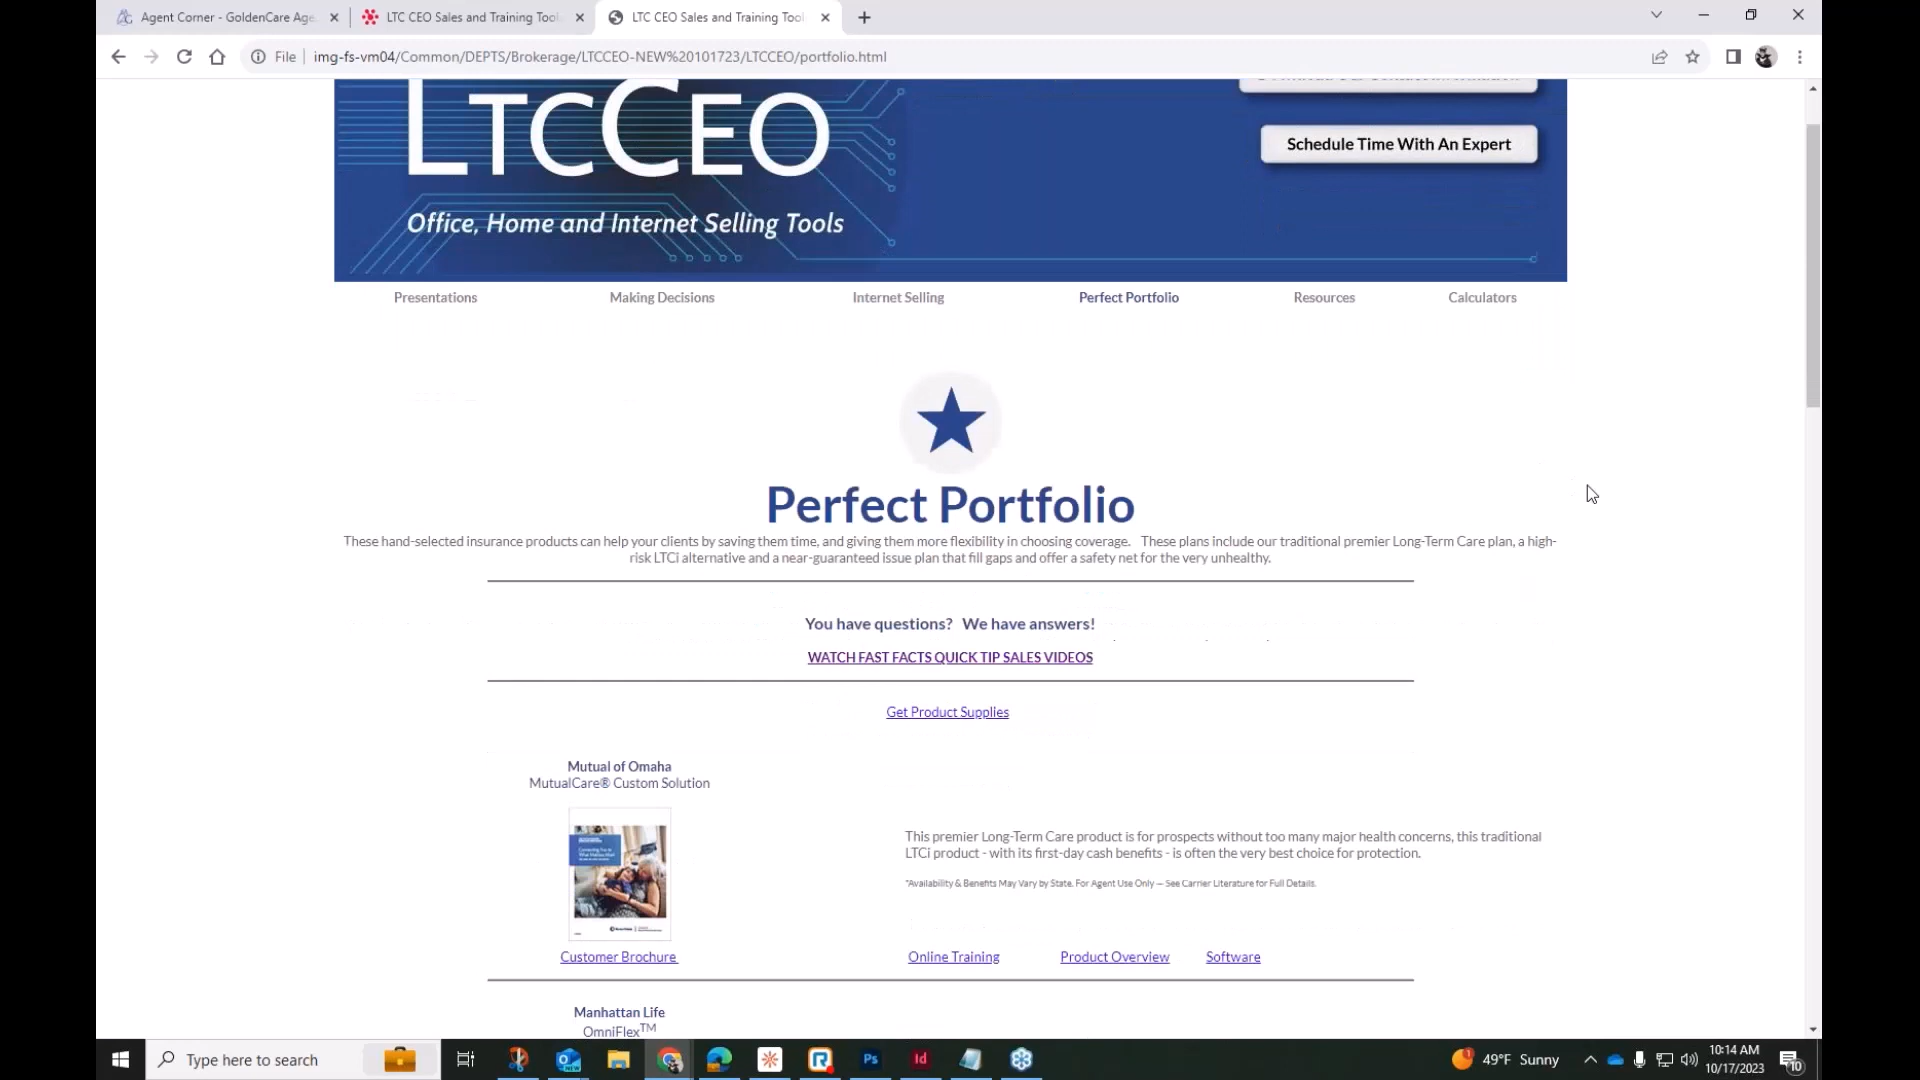 Agent Corner - GoldenCare Age
LTC CEO Sales and Training Tool
LTC CEO Sales and Training Tool
File
img-fs-vm04/Common/DEPTS/Brokerage/LTCCEO-NEW%20101723/LTCCEO/portfolio.html
LTCCEO
Schedule Time With An Expert
Office, Home and Internet Selling Tools
Presentations
Making Decisions
Internet Selling
Perfect Portfolio
Resources
Calculators
Perfect Portfolio
These hand-selected insurance products can help your clients by saving them time, and giving them more flexibility in choosing coverage. These plans include our traditional premier Long-Term Care plan, a high-
risk LTCi alternative and a near-guaranteed issue plan that fill gaps and offer a safety net for the very unhealthy.
You have questions? We have answers!
WATCH FAST FACTS QUICK TIP SALES VIDEOS
Get Product Supplies
Mutual of Omaha
MutualCare® Custom Solution
This premier Long-Term Care product is for prospects without too many major health concerns, this traditional
LTCi product - with its first-day cash benefits - is often the very best choice for protection.
*Availability & Benefits May Vary by State. For Agent Use Only — See Carrier Literature for Full Details.
Customer Brochure
Online Training
Product Overview
Software
Manhattan Life
OmniFlex™
Type here to search
NEW
Ps
Id
49°F Sunny
10:14 AM
10/17/2023
10